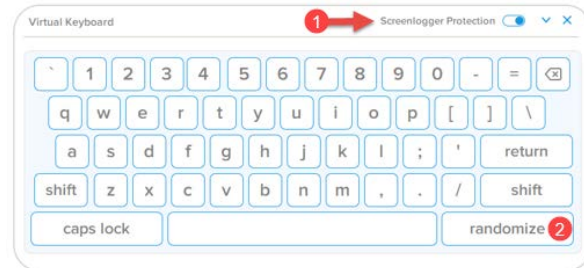 Virtual Keyboard 1 Screenlogger Protection
` 1 2 3 4 5 6 7 8 9 0 - =
q w e r t y u i o p [ ] \
a s d f g h j k l ; ' return
shift z x c v b n m , . / shift
caps lock randomize 2